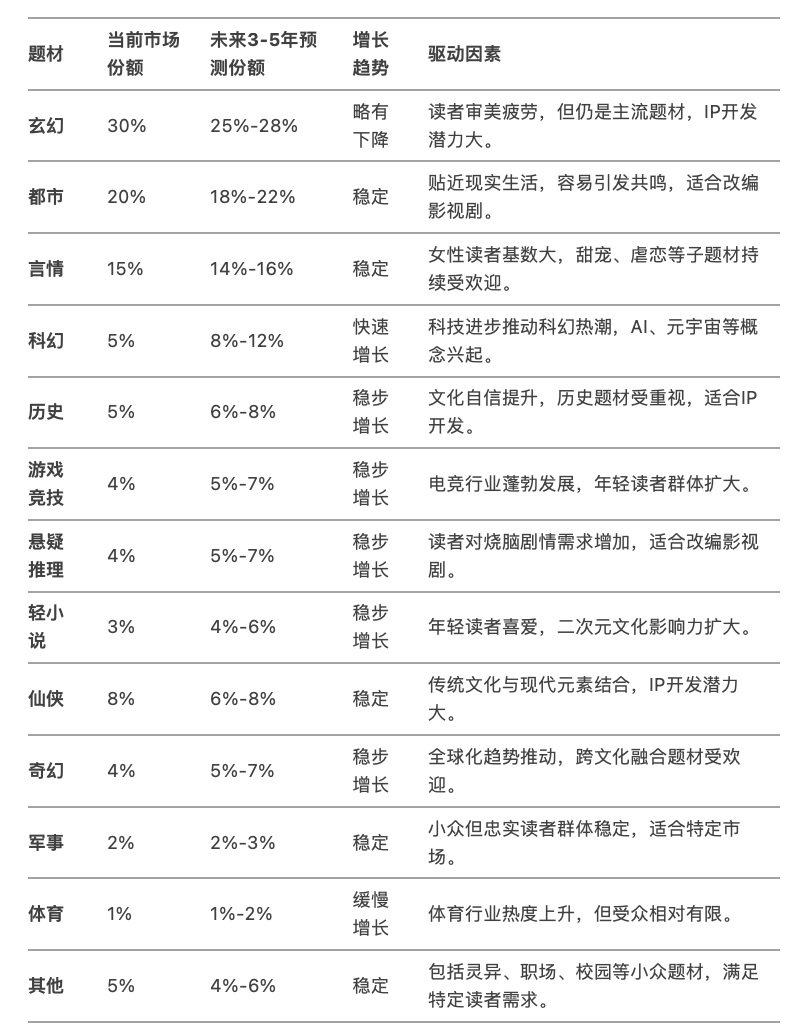 题材 当前市场份额 未来3-5年预测份额 增长趋势 驱动因素
玄幻 30% 25%-28% 略有下降 读者审美疲劳，但仍是主流题材，IP开发潜力大。
都市 20% 18%-22% 稳定 贴近现实生活，容易引发共鸣，适合改编影视剧。
言情 15% 14%-16% 稳定 女性读者基数大，甜宠、虐恋等子题材持续受欢迎。
科幻 5% 8%-12% 快速增长 科技进步推动科幻热潮，AI、元宇宙等概念兴起。
历史 5% 6%-8% 稳步增长 文化自信提升，历史题材受重视，适合IP开发。
游戏竞技 4% 5%-7% 稳步增长 电竞行业蓬勃发展，年轻读者群体扩大。
悬疑推理 4% 5%-7% 稳步增长 读者对烧脑剧情需求增加，适合改编影视剧。
轻小说 3% 4%-6% 稳步增长 年轻读者喜爱，二次元文化影响力扩大。
仙侠 8% 6%-8% 稳定 传统文化与现代元素结合，IP开发潜力大。
奇幻 4% 5%-7% 稳步增长 全球化趋势推动，跨文化融合题材受欢迎。
军事 2% 2%-3% 稳定 小众但忠实读者群体稳定，适合特定市场。
体育 1% 1%-2% 缓慢增长 体育行业热度上升，但受众相对有限。
其他 5% 4%-6% 稳定 包括灵异、职场、校园等小众题材，满足特定读者需求。